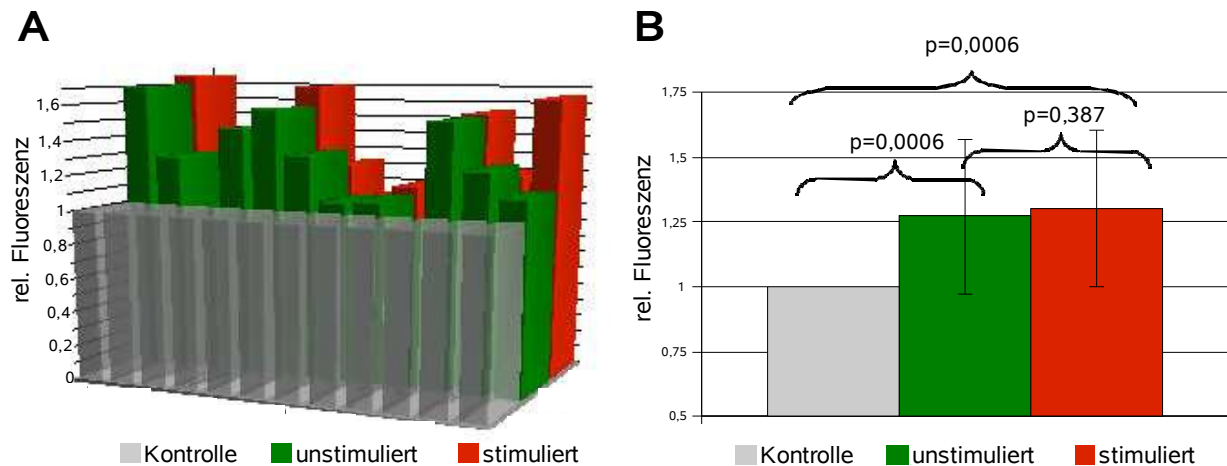 A
rel. Fluoreszenz
1,6
1,4
1,2
1
0,8
0,6
0,4
0,2
0
Kontrolle unstimuliert stimuliert
B
p=0,0006
p=0,387
p=0,0006
rel. Fluoreszenz
1,75
1,5
1,25
1
0,75
0,5
Kontrolle unstimuliert stimuliert